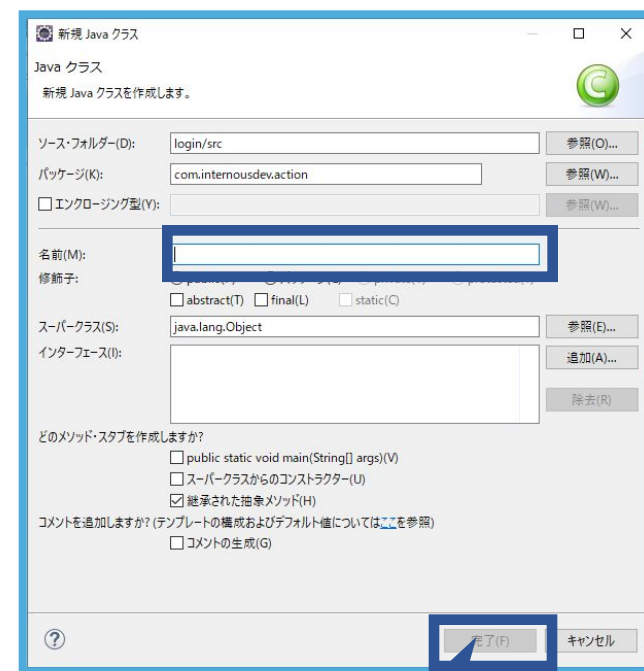 新規 Java クラス
Java クラス
新規 Java クラスを作成します。
ソース・フォルダー(D): login/src 参照(O)...
パッケージ(K): com.internousdev.action 参照(W)...
エンクロージング型(Y): 参照(W)...
名前(M):
修飾子:
abstract(T) final(L) static(C)
スーパークラス(S): java.lang.Object 参照(E)...
インターフェース(I): 追加(A)...
除去(R)
どのメソッド・スタブを作成しますか?
public static void main(String[] args)(V)
スーパークラスからのコンストラクター(U)
継承された抽象メソッド(H)
コメントを追加しますか? (テンプレートの構成およびデフォルト値についてはここを参照)
コメントの生成(G)
完了(F) キャンセル